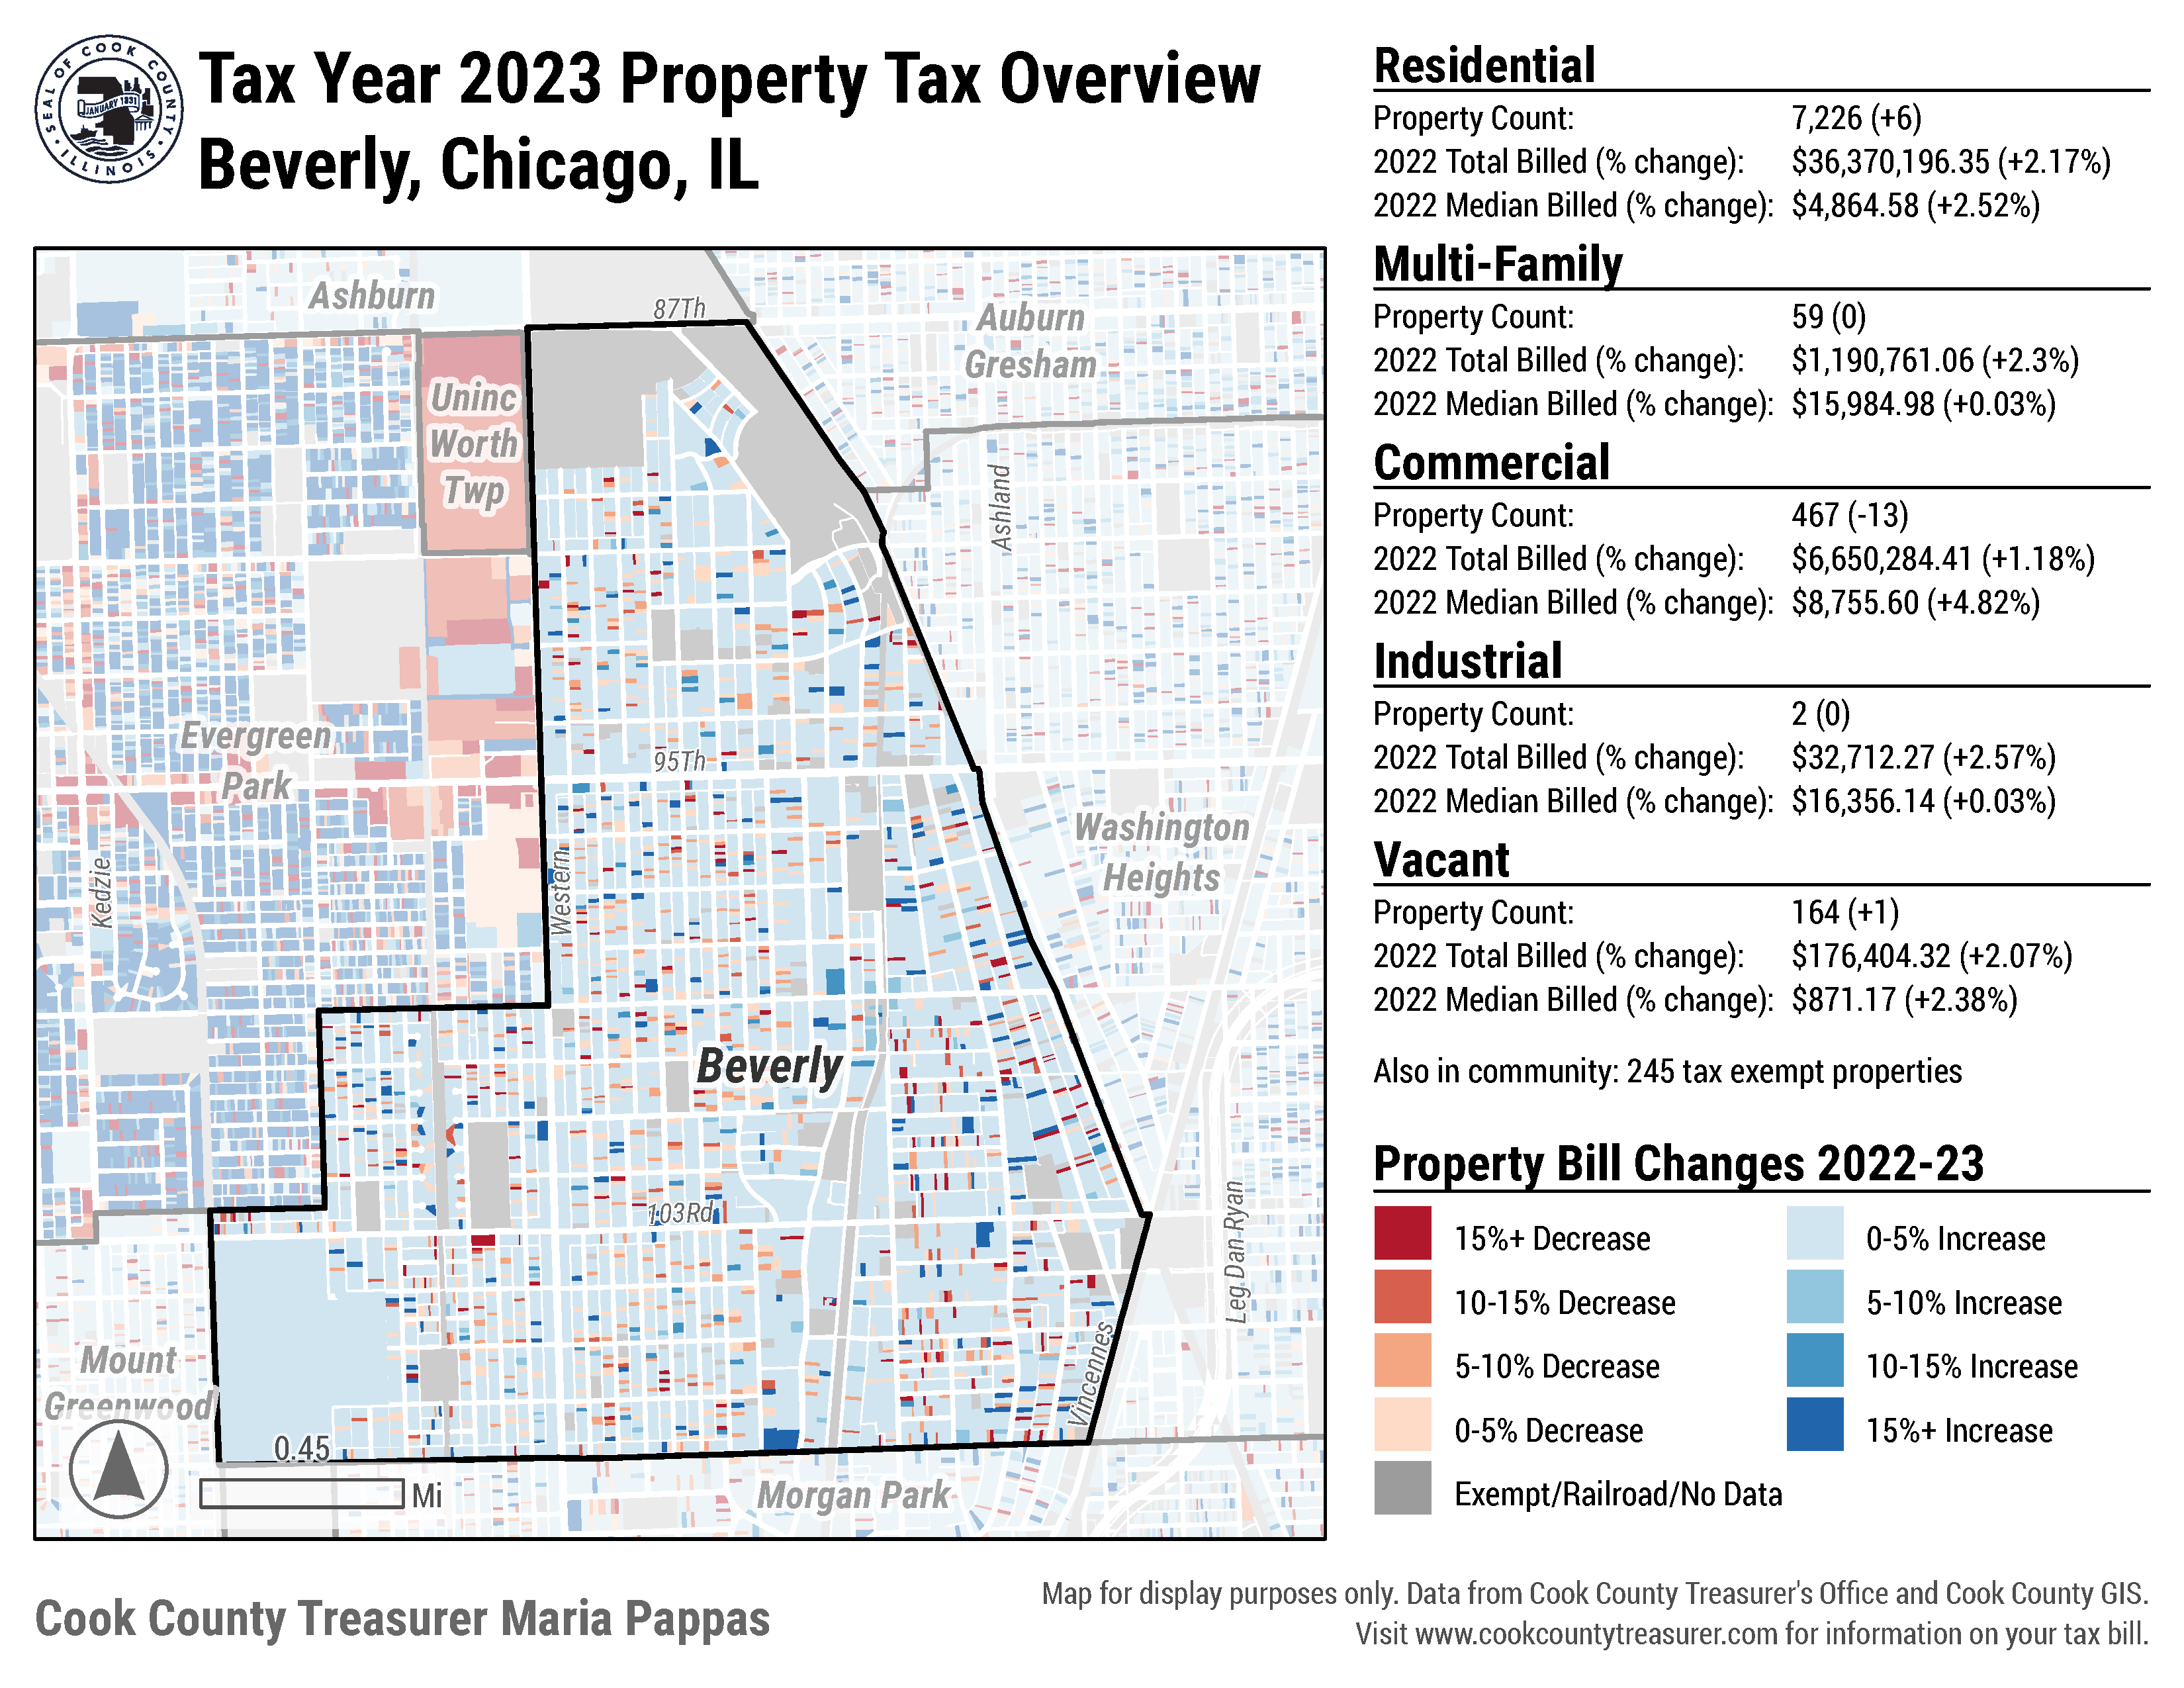 SEAL OF COOK COUNTY
ILLINOIS
JANUARY 1831
Tax Year 2023 Property Tax Overview
Beverly, Chicago, IL
Ashburn
87Th
Auburn
Gresham
Uninc
Worth
Twp
Ashland
Evergreen
Park
95Th
Washington
Heights
Kedzie
Western
Beverly
103Rd
Leg Dan Ryan
Vincennes
Mount
Greenwood
0.45
Mi
Morgan Park
Residential
Property Count: 7,226 (+6)
2022 Total Billed (% change): $36,370,196.35 (+2.17%)
2022 Median Billed (% change): $4,864.58 (+2.52%)
Multi-Family
Property Count: 59 (0)
2022 Total Billed (% change): $1,190,761.06 (+2.3%)
2022 Median Billed (% change): $15,984.98 (+0.03%)
Commercial
Property Count: 467 (-13)
2022 Total Billed (% change): $6,650,284.41 (+1.18%)
2022 Median Billed (% change): $8,755.60 (+4.82%)
Industrial
Property Count: 2 (0)
2022 Total Billed (% change): $32,712.27 (+2.57%)
2022 Median Billed (% change): $16,356.14 (+0.03%)
Vacant
Property Count: 164 (+1)
2022 Total Billed (% change): $176,404.32 (+2.07%)
2022 Median Billed (% change): $871.17 (+2.38%)
Also in community: 245 tax exempt properties
Property Bill Changes 2022-23
15%+ Decrease
10-15% Decrease
5-10% Decrease
0-5% Decrease
Exempt/Railroad/No Data
0-5% Increase
5-10% Increase
10-15% Increase
15%+ Increase
Cook County Treasurer Maria Pappas
Map for display purposes only. Data from Cook County Treasurer's Office and Cook County GIS.
Visit www.cookcountytreasurer.com for information on your tax bill.